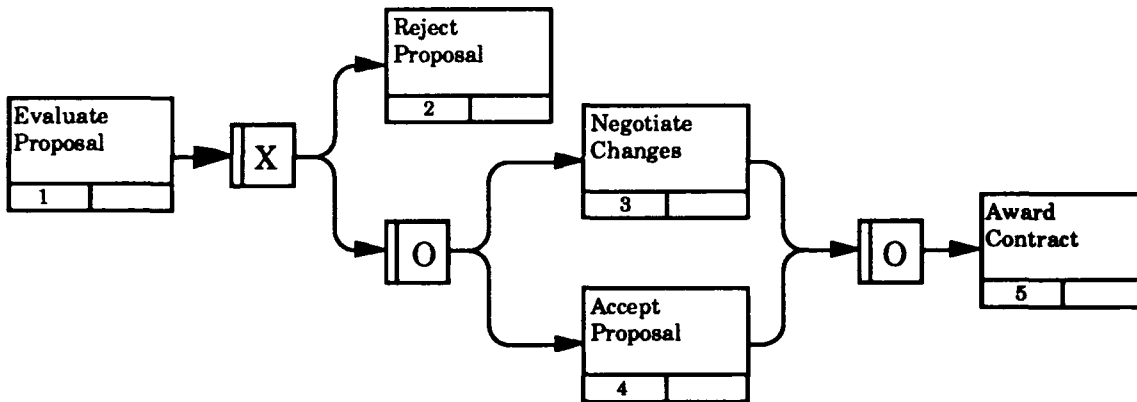 Reject
Proposal
2
Evaluate
Proposal
1
X
Negotiate
Changes
3
O
Accept
Proposal
4
O
Award
Contract
5